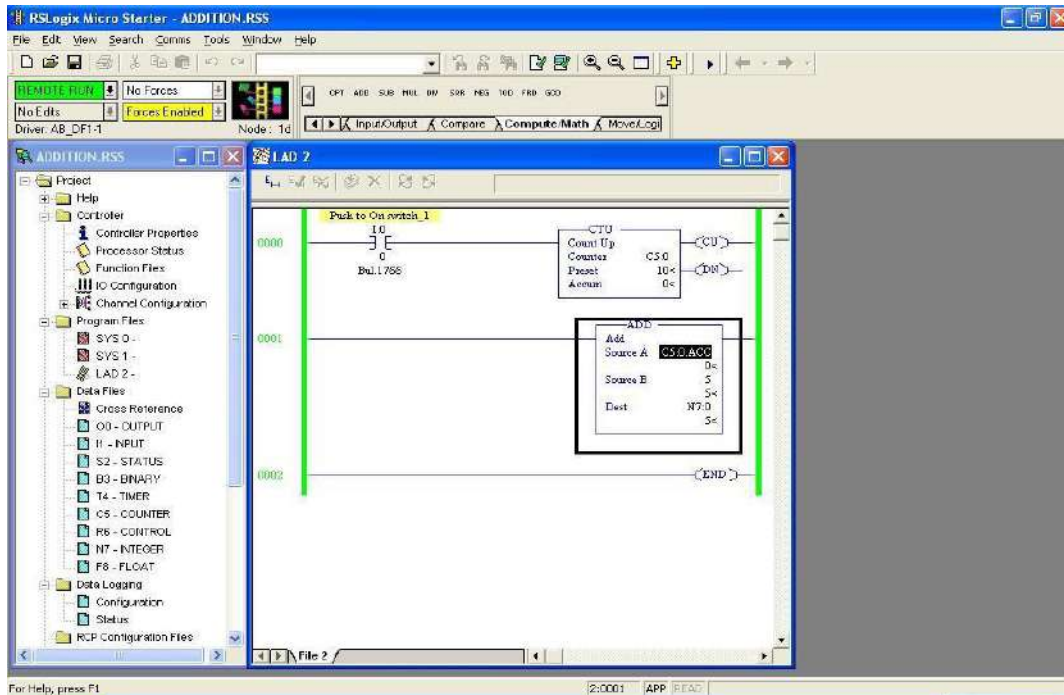 RSLogix Micro Starter - ADDITION.RSS
File Edit View Search Comms Tools Window Help
REMOTE RUN No Forces
No Edits Forces Enabled
Driver: AB_DF1-1 Node: 1d
CPT ADD SUB MUL DIV SQR NEG TOD FRD GCD
Input/Output Compare Compute/Math Move/Logi
ADDITION.RSS
Project
Help
Controller
Controller Properties
Processor Status
Function Files
IO Configuration
Channel Configuration
Program Files
SYS 0 -
SYS 1 -
LAD 2 -
Data Files
Cross Reference
O0 - OUTPUT
I1 - INPUT
S2 - STATUS
B3 - BINARY
T4 - TIMER
C5 - COUNTER
R6 - CONTROL
N7 - INTEGER
F8 - FLOAT
Data Logging
Configuration
Status
RCP Configuration Files
LAD 2
Push to On switch_1
0000
I:0
0
Bul.1766
CTU
Count Up
Counter C5:0
Preset 10<
Accum 0<
CU
DN
0001
ADD
Add
Source A C5:0.ACC
0<
Source B 5
5<
Dest N7:0
5<
0002
END
File 2
For Help, press F1
2:0001 APP READ